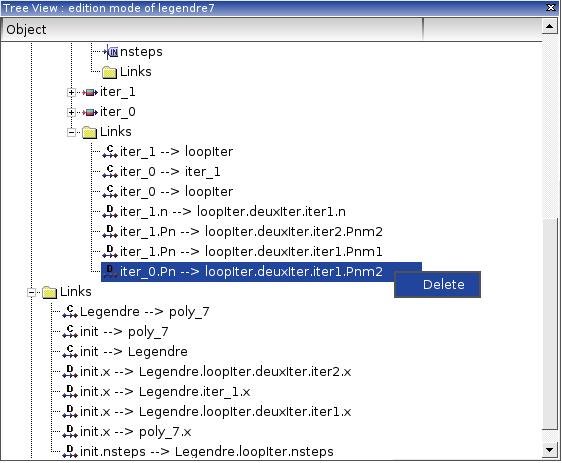 Tree View : edition mode of legendre7
Object
nsteps
Links
iter_1
iter_0
Links
iter_1 --> loopIter
iter_0 --> iter_1
iter_0 --> loopIter
iter_1.n --> loopIter.deuxIter.iter1.n
iter_1.Pn --> loopIter.deuxIter.iter2.Pnm2
iter_1.Pn --> loopIter.deuxIter.iter1.Pnm1
iter_0.Pn --> loopIter.deuxIter.iter1.Pnm2
Delete
Links
Legendre --> poly_7
init --> poly_7
init --> Legendre
init.x --> Legendre.loopIter.deuxIter.iter2.x
init.x --> Legendre.iter_1.x
init.x --> Legendre.loopIter.deuxIter.iter1.x
init.x --> poly_7.x
init.nsteps --> Legendre.loopIter.nsteps